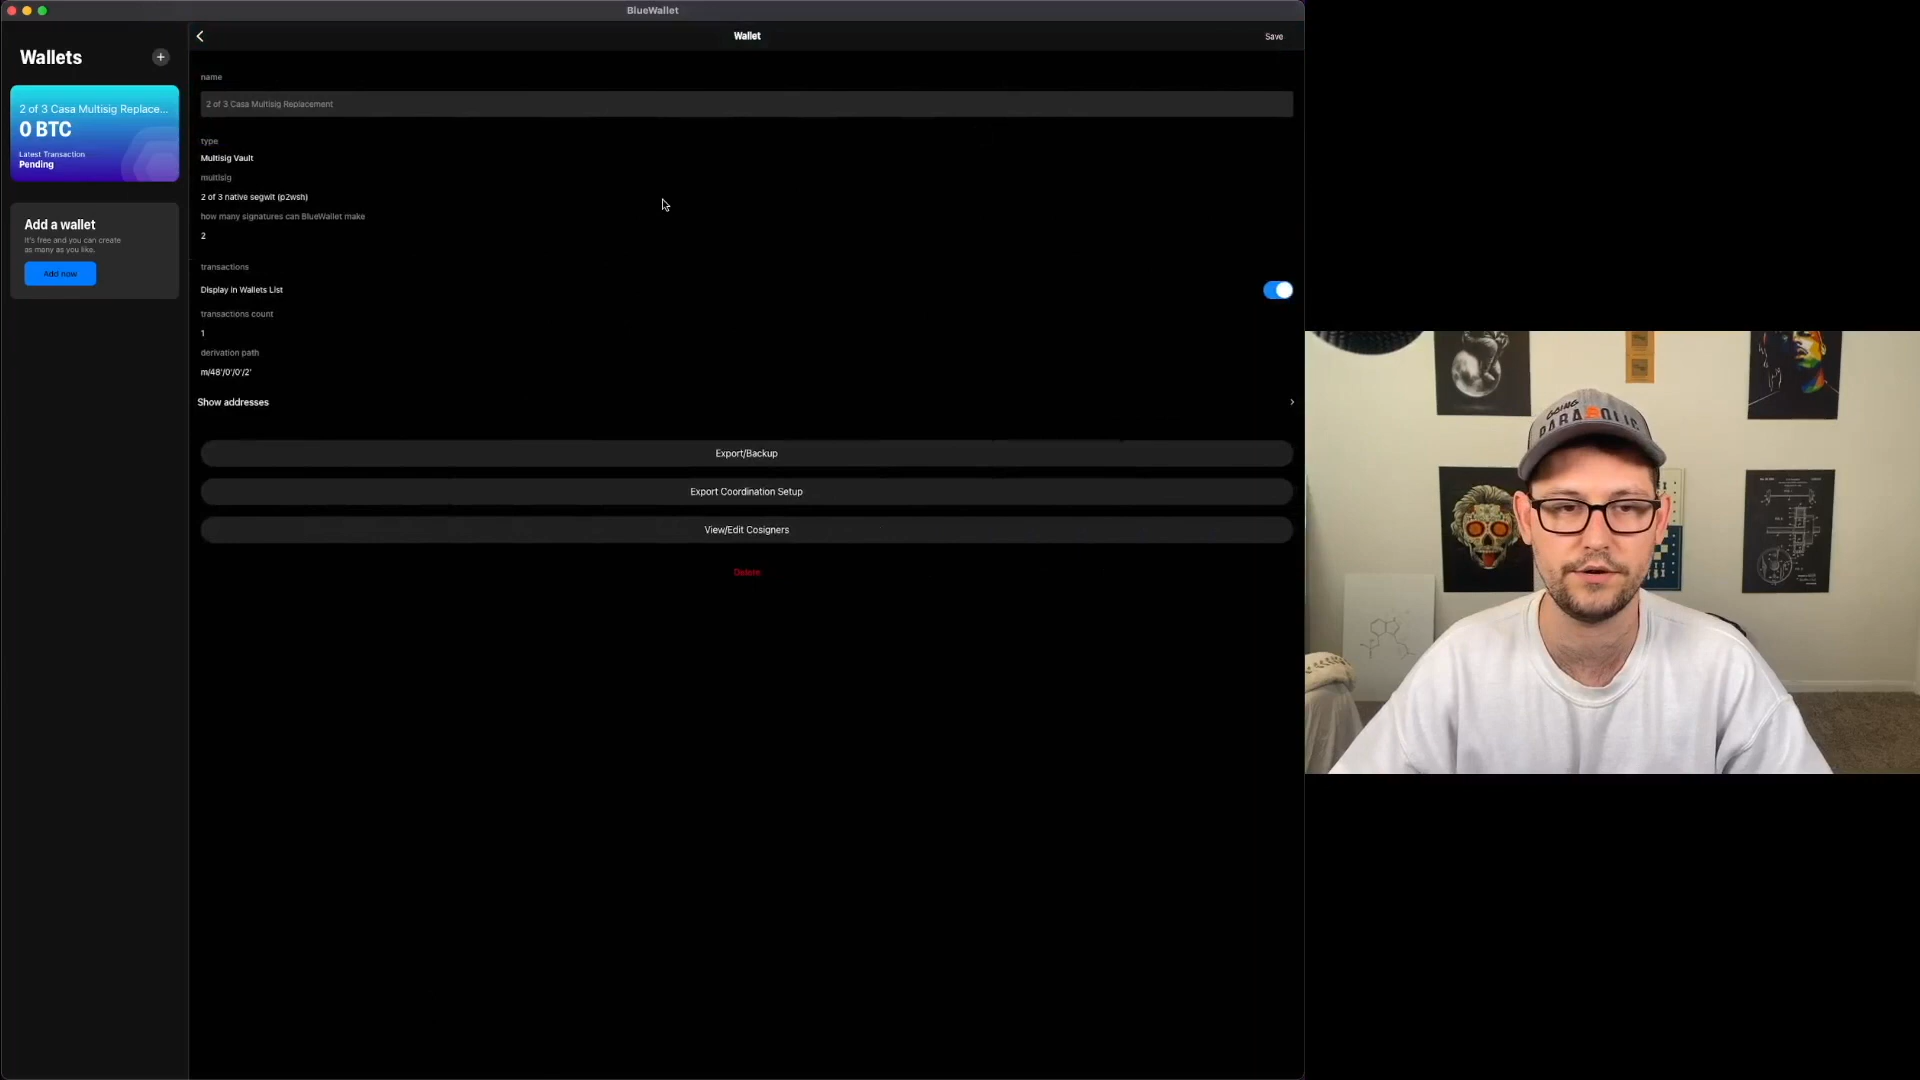 BlueWallet
Wallets
+
2 of 3 Casa Multisig Replace...
0 BTC
Latest Transaction
Pending
Add a wallet
It's free and you can create
as many as you like.
Add now
Wallet
Save
name
2 of 3 Casa Multisig Replacement
type
Multisig Vault
multisig
2 of 3 native segwit (p2wsh)
how many signatures can BlueWallet make
2
transactions
Display in Wallets List
transactions count
1
derivation path
m/48'/0'/0'/2'
Show addresses
Export/Backup
Export Coordination Setup
View/Edit Cosigners
Delete
GOING
PARABOLIC